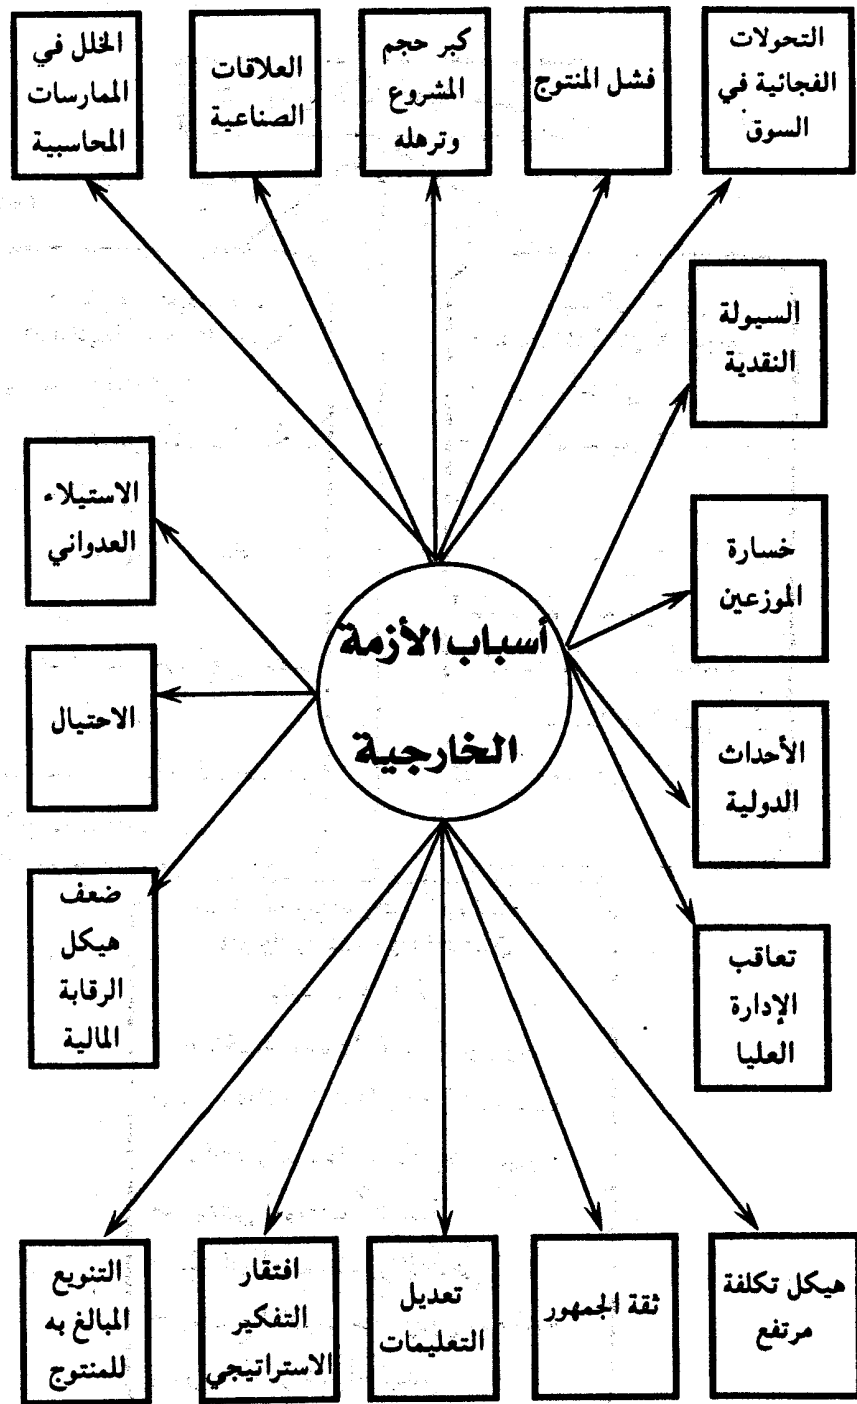 التحولات
الفجائية في
السوق
فشل المنتوج
كبر حجم
المشروع
وترهله
العلاقات
الصناعية
الخلل في
الممارسات
المحاسبية
السيولة
النقدية
خسارة
الموزعين
الأحداث
الدولية
تعاقب
الإدارة
العليا
أسباب الأزمة
الخارجية
الاستيلاء
العدواني
الاحتيال
ضعف
هيكل
الرقابة
المالية
هيكل تكلفة
مرتفع
ثقة الجمهور
تعديل
التعليمات
افتقار
التفكير
الاستراتيجي
التنويع
المبالغ به
للمنتوج